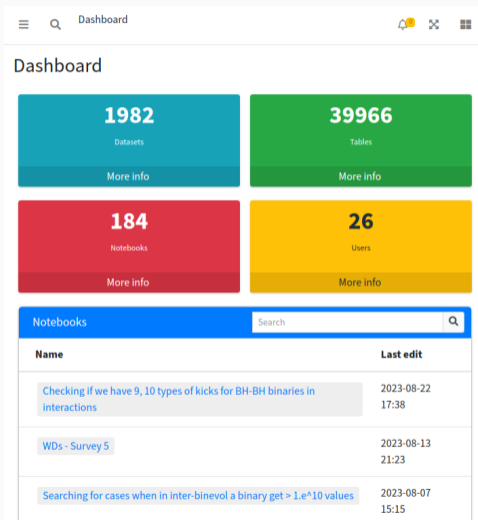 Dashboard
0
Dashboard
1982
Datasets
More info
39966
Tables
More info
184
Notebooks
More info
26
Users
More info
Notebooks
Search
Name
Last edit
Checking if we have 9, 10 types of kicks for BH-BH binaries in
interactions
2023-08-22
17:38
WDs - Survey 5
2023-08-13
21:23
Searching for cases when in inter-binevol a binary get > 1.e^10 values
2023-08-07
15:15